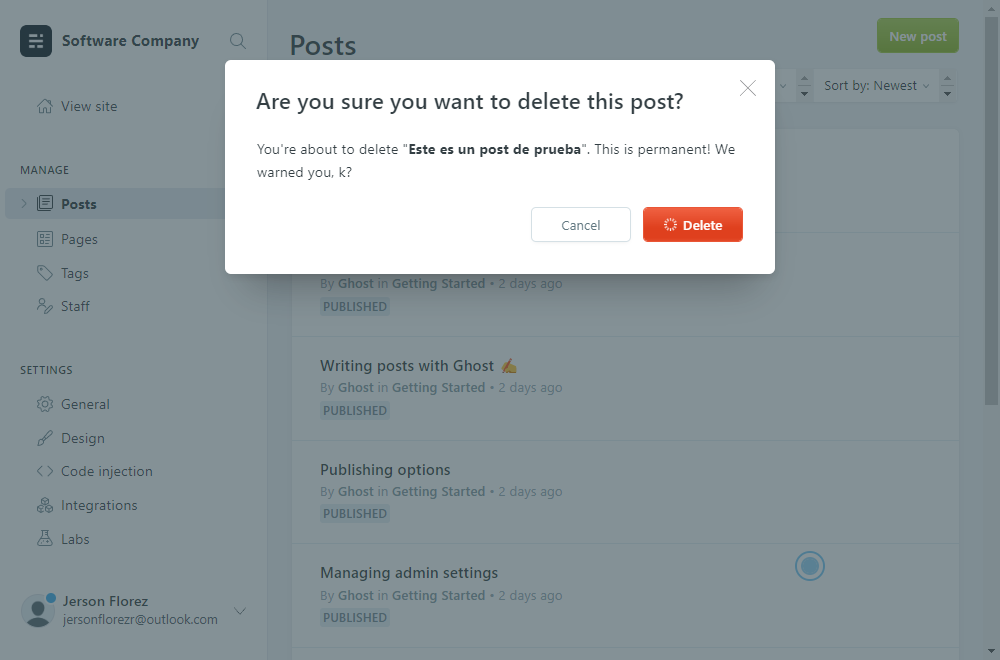 Software Company
View site
MANAGE
Posts
Pages
Tags
Staff
SETTINGS
General
Design
Code injection
Integrations
Labs
Jerson Florez
jersonflorezr@outlook.com
Posts
New post
Sort by: Newest
Are you sure you want to delete this post?
You're about to delete "Este es un post de prueba". This is permanent! We
warned you, k?
Cancel
Delete
By Ghost in Getting Started • 2 days ago
PUBLISHED
Writing posts with Ghost ✍️
By Ghost in Getting Started • 2 days ago
PUBLISHED
Publishing options
By Ghost in Getting Started • 2 days ago
PUBLISHED
Managing admin settings
By Ghost in Getting Started • 2 days ago
PUBLISHED